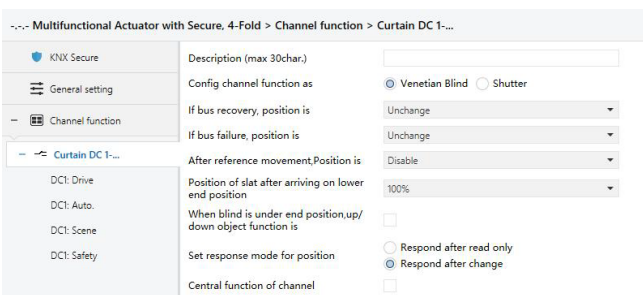 -.-.- Multifunctional Actuator with Secure, 4-Fold > Channel function > Curtain DC 1-...
KNX Secure
General setting
Channel function
Curtain DC 1-...
DC1: Drive
DC1: Auto.
DC1: Scene
DC1: Safety
Description (max 30char.)
Config channel function as
Venetian Blind
Shutter
If bus recovery, position is
Unchange
If bus failure, position is
Unchange
After reference movement,Position is
Disable
Position of slat after arriving on lower
end position
100%
When blind is under end position,up/
down object function is
Set response mode for position
Respond after read only
Respond after change
Central function of channel